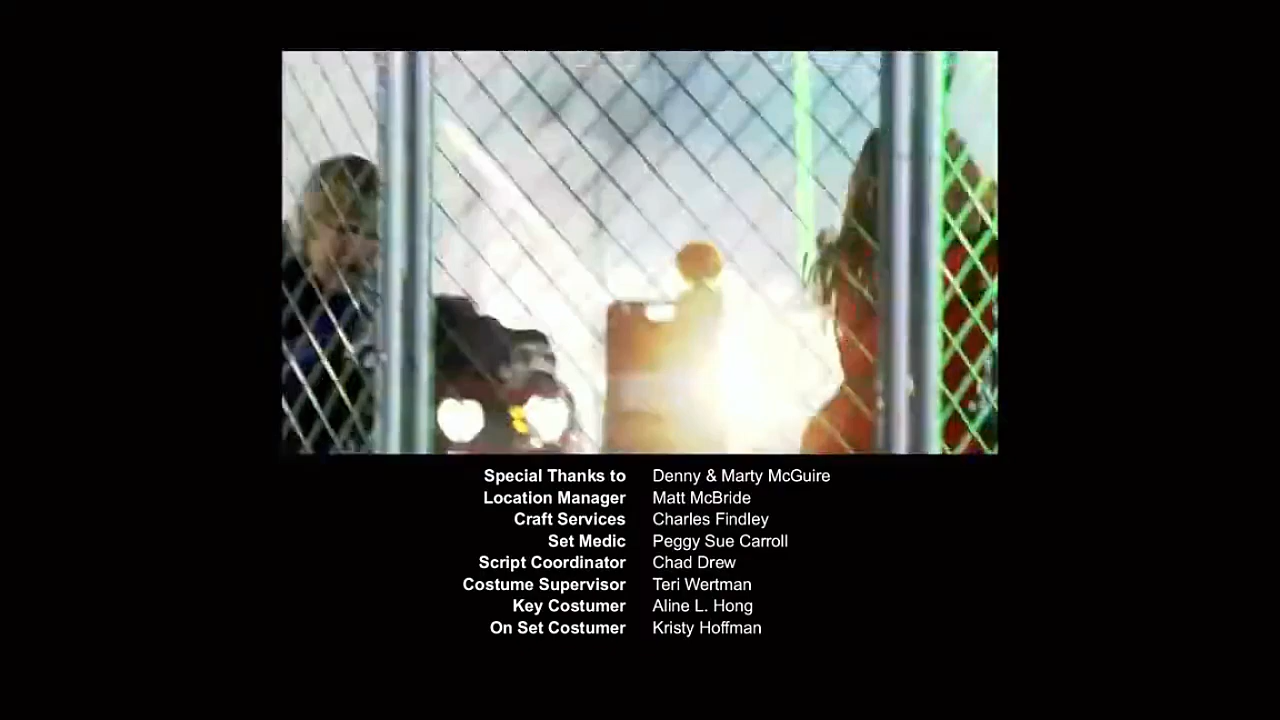 Special Thanks to Denny & Marty McGuire
Location Manager Matt McBride
Craft Services Charles Findley
Set Medic Peggy Sue Carroll
Script Coordinator Chad Drew
Costume Supervisor Teri Wertman
Key Costumer Aline L. Hong
On Set Costumer Kristy Hoffman